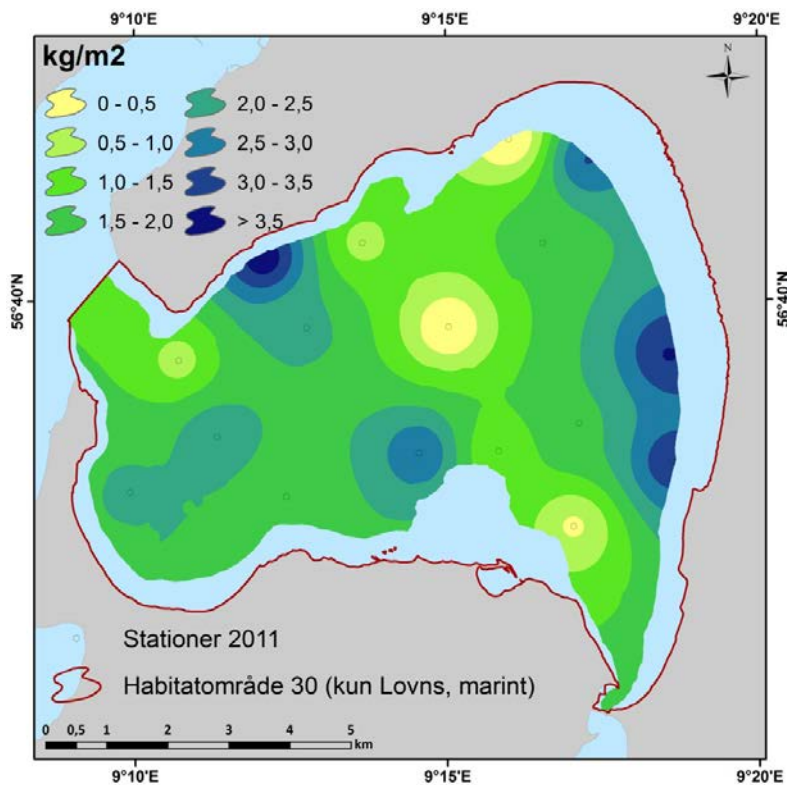 9°10'E 9°15'E 9°20'E
kg/m2
N
0 - 0,5 2,0 - 2,5
0,5 - 1,0 2,5 - 3,0
1,0 - 1,5 3,0 - 3,5
1,5 - 2,0 > 3,5
56°40'N 56°40'N
Stationer 2011
Habitatområde 30 (kun Lovns, marint)
0 0,5 1 2 3 4 5
km
9°10'E 9°15'E 9°20'E